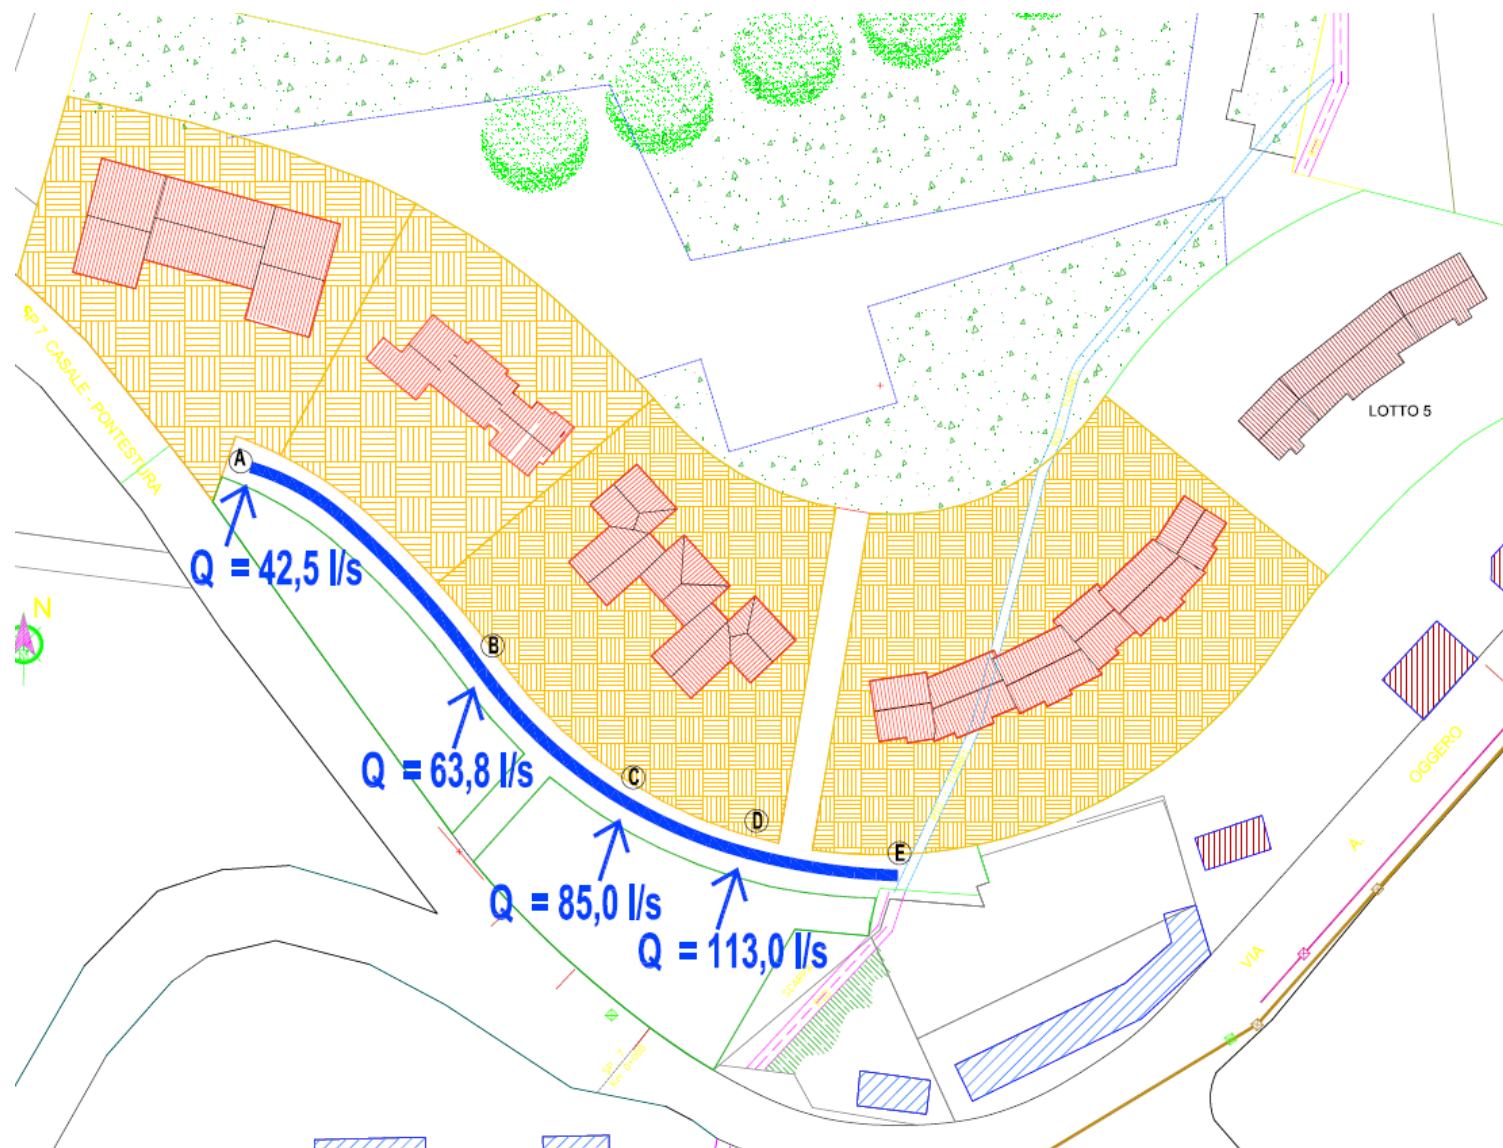 LOTTO 5
SP 7 CASALE - PONTESTURA
A
Q = 42,5 l/s
N
B
Q = 63,8 l/s
C
D
E
Q = 85,0 l/s
Q = 113,0 l/s
VIA A. OGGERO